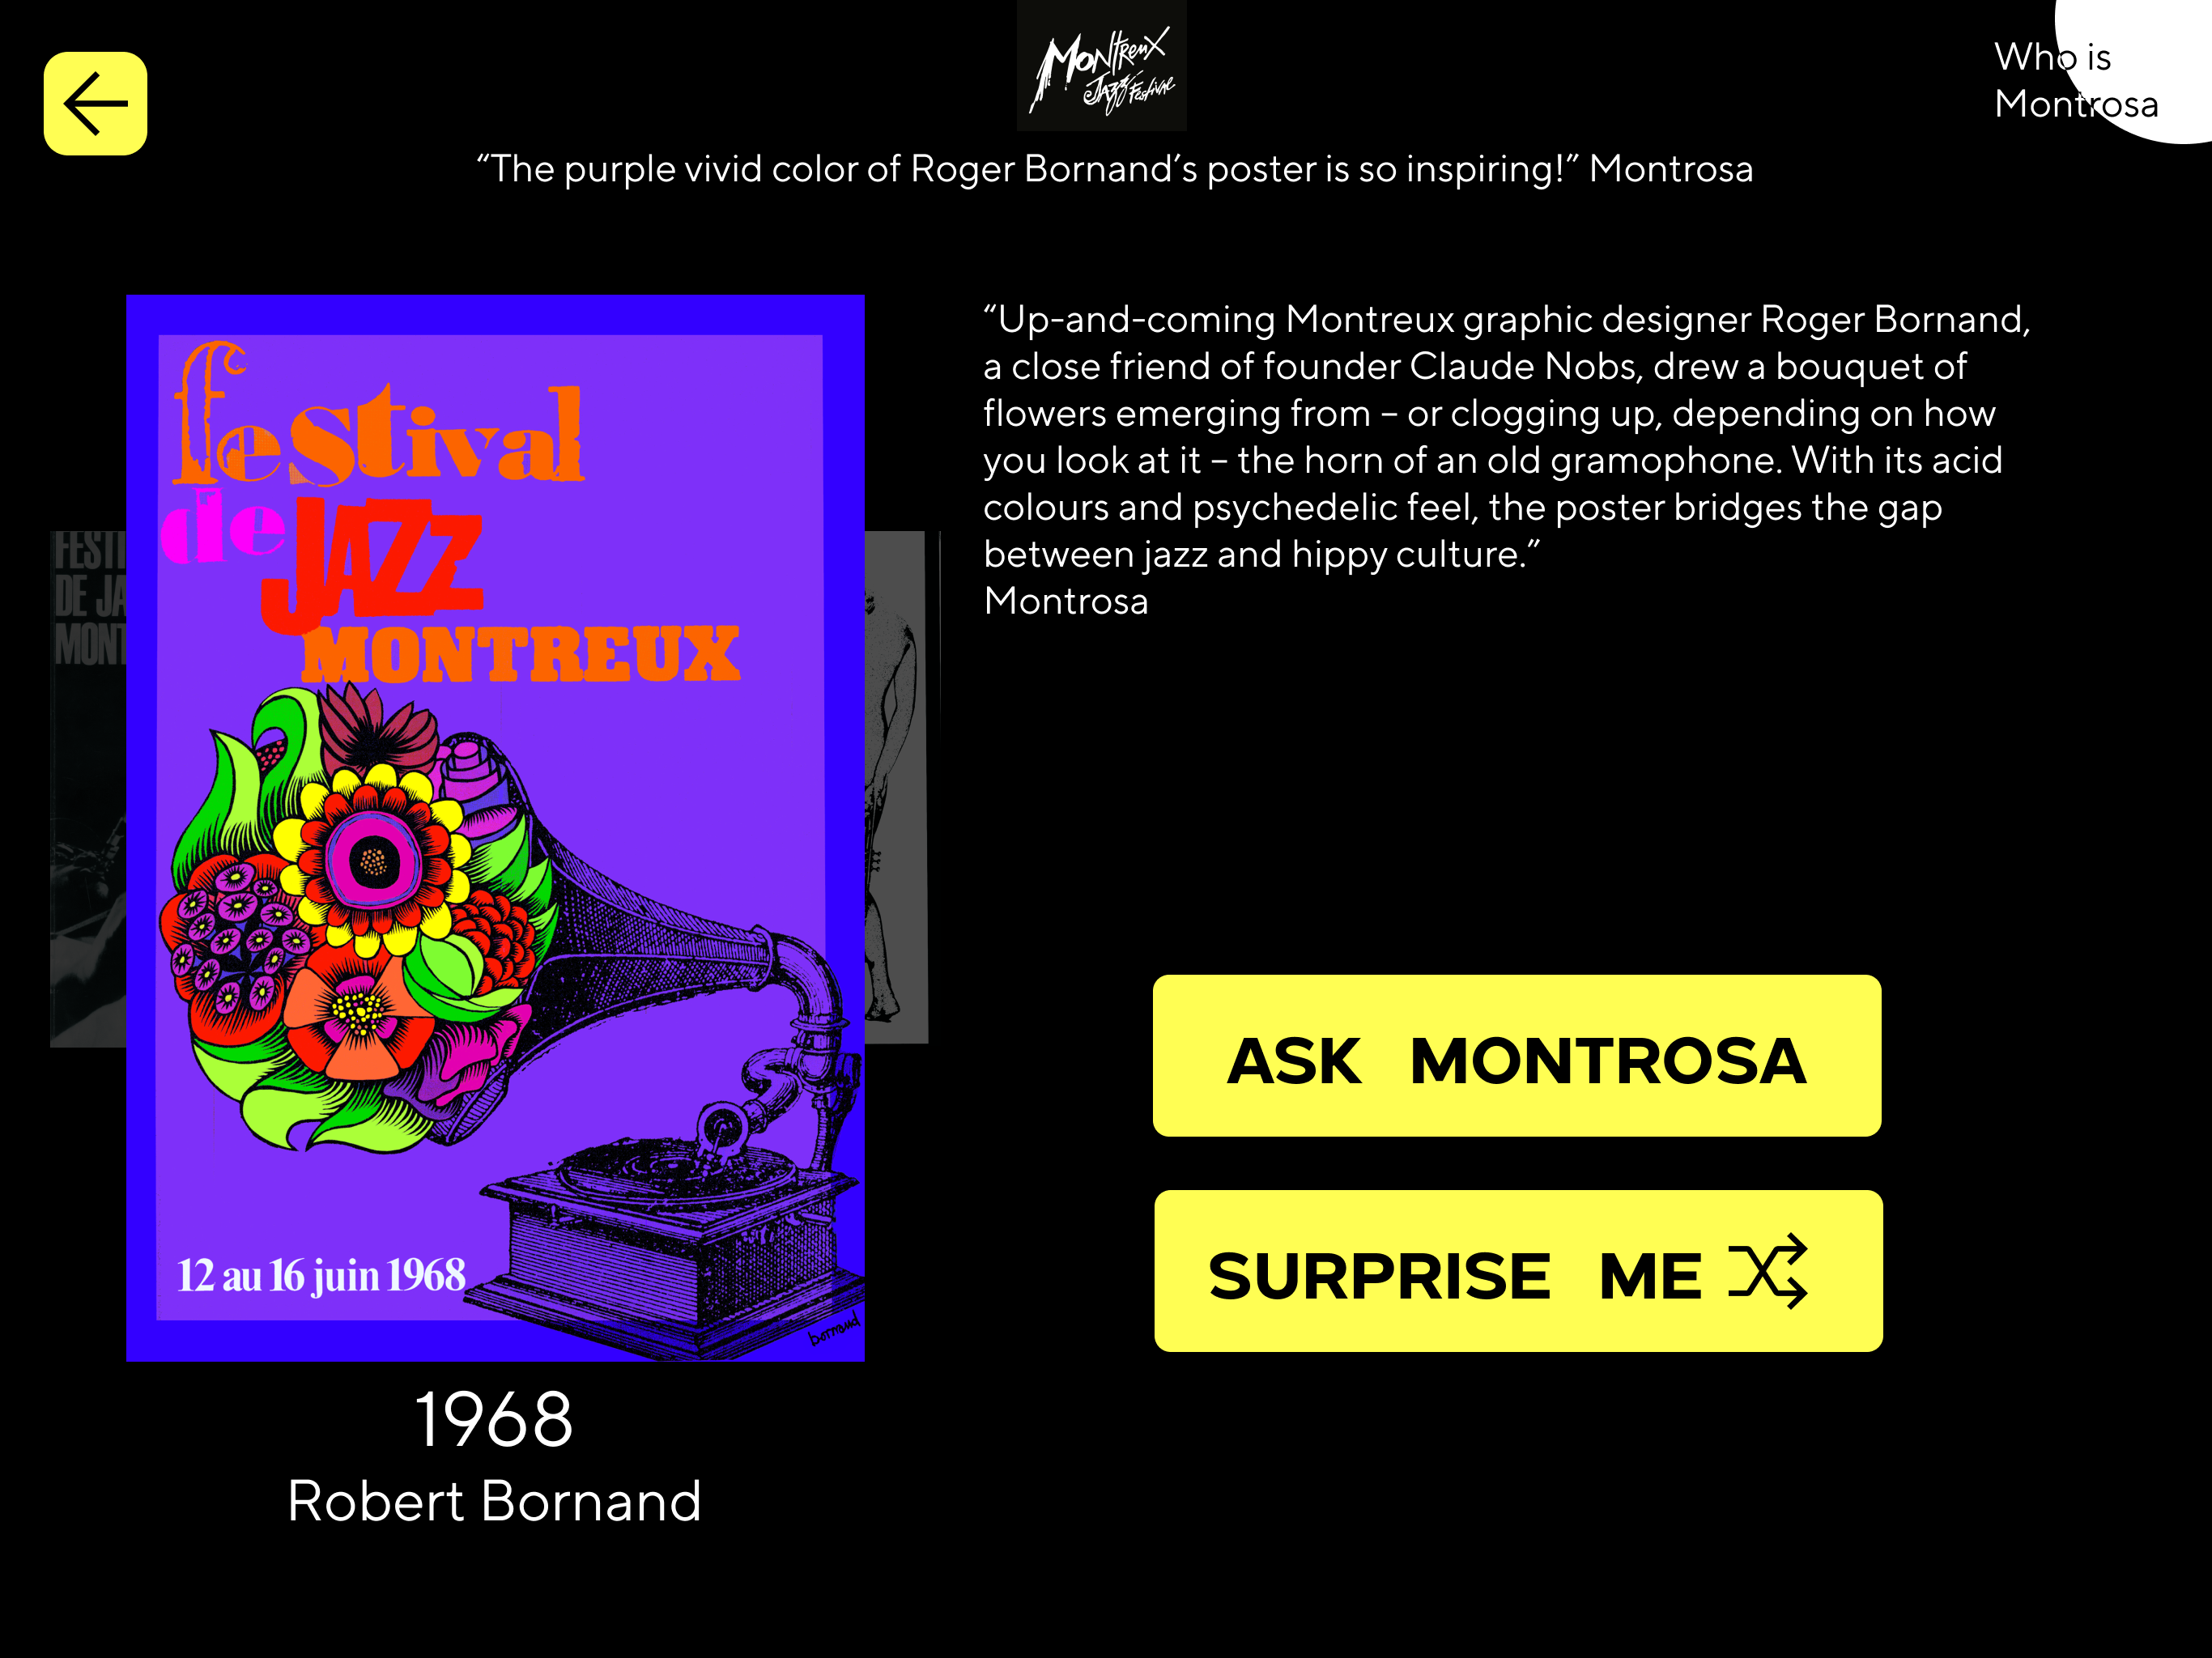 Montreux
Jazz Festival
Who is
Montrosa
“The purple vivid color of Roger Bornand’s poster is so inspiring!” Montrosa
FESTI
DE JA
MONT
festival
de JAZZ
MONTREUX
12 au 16 juin 1968
bornand
1968
Robert Bornand
“Up-and-coming Montreux graphic designer Roger Bornand,
a close friend of founder Claude Nobs, drew a bouquet of
flowers emerging from – or clogging up, depending on how
you look at it – the horn of an old gramophone. With its acid
colours and psychedelic feel, the poster bridges the gap
between jazz and hippy culture.”
Montrosa
ASK MONTROSA
SURPRISE ME